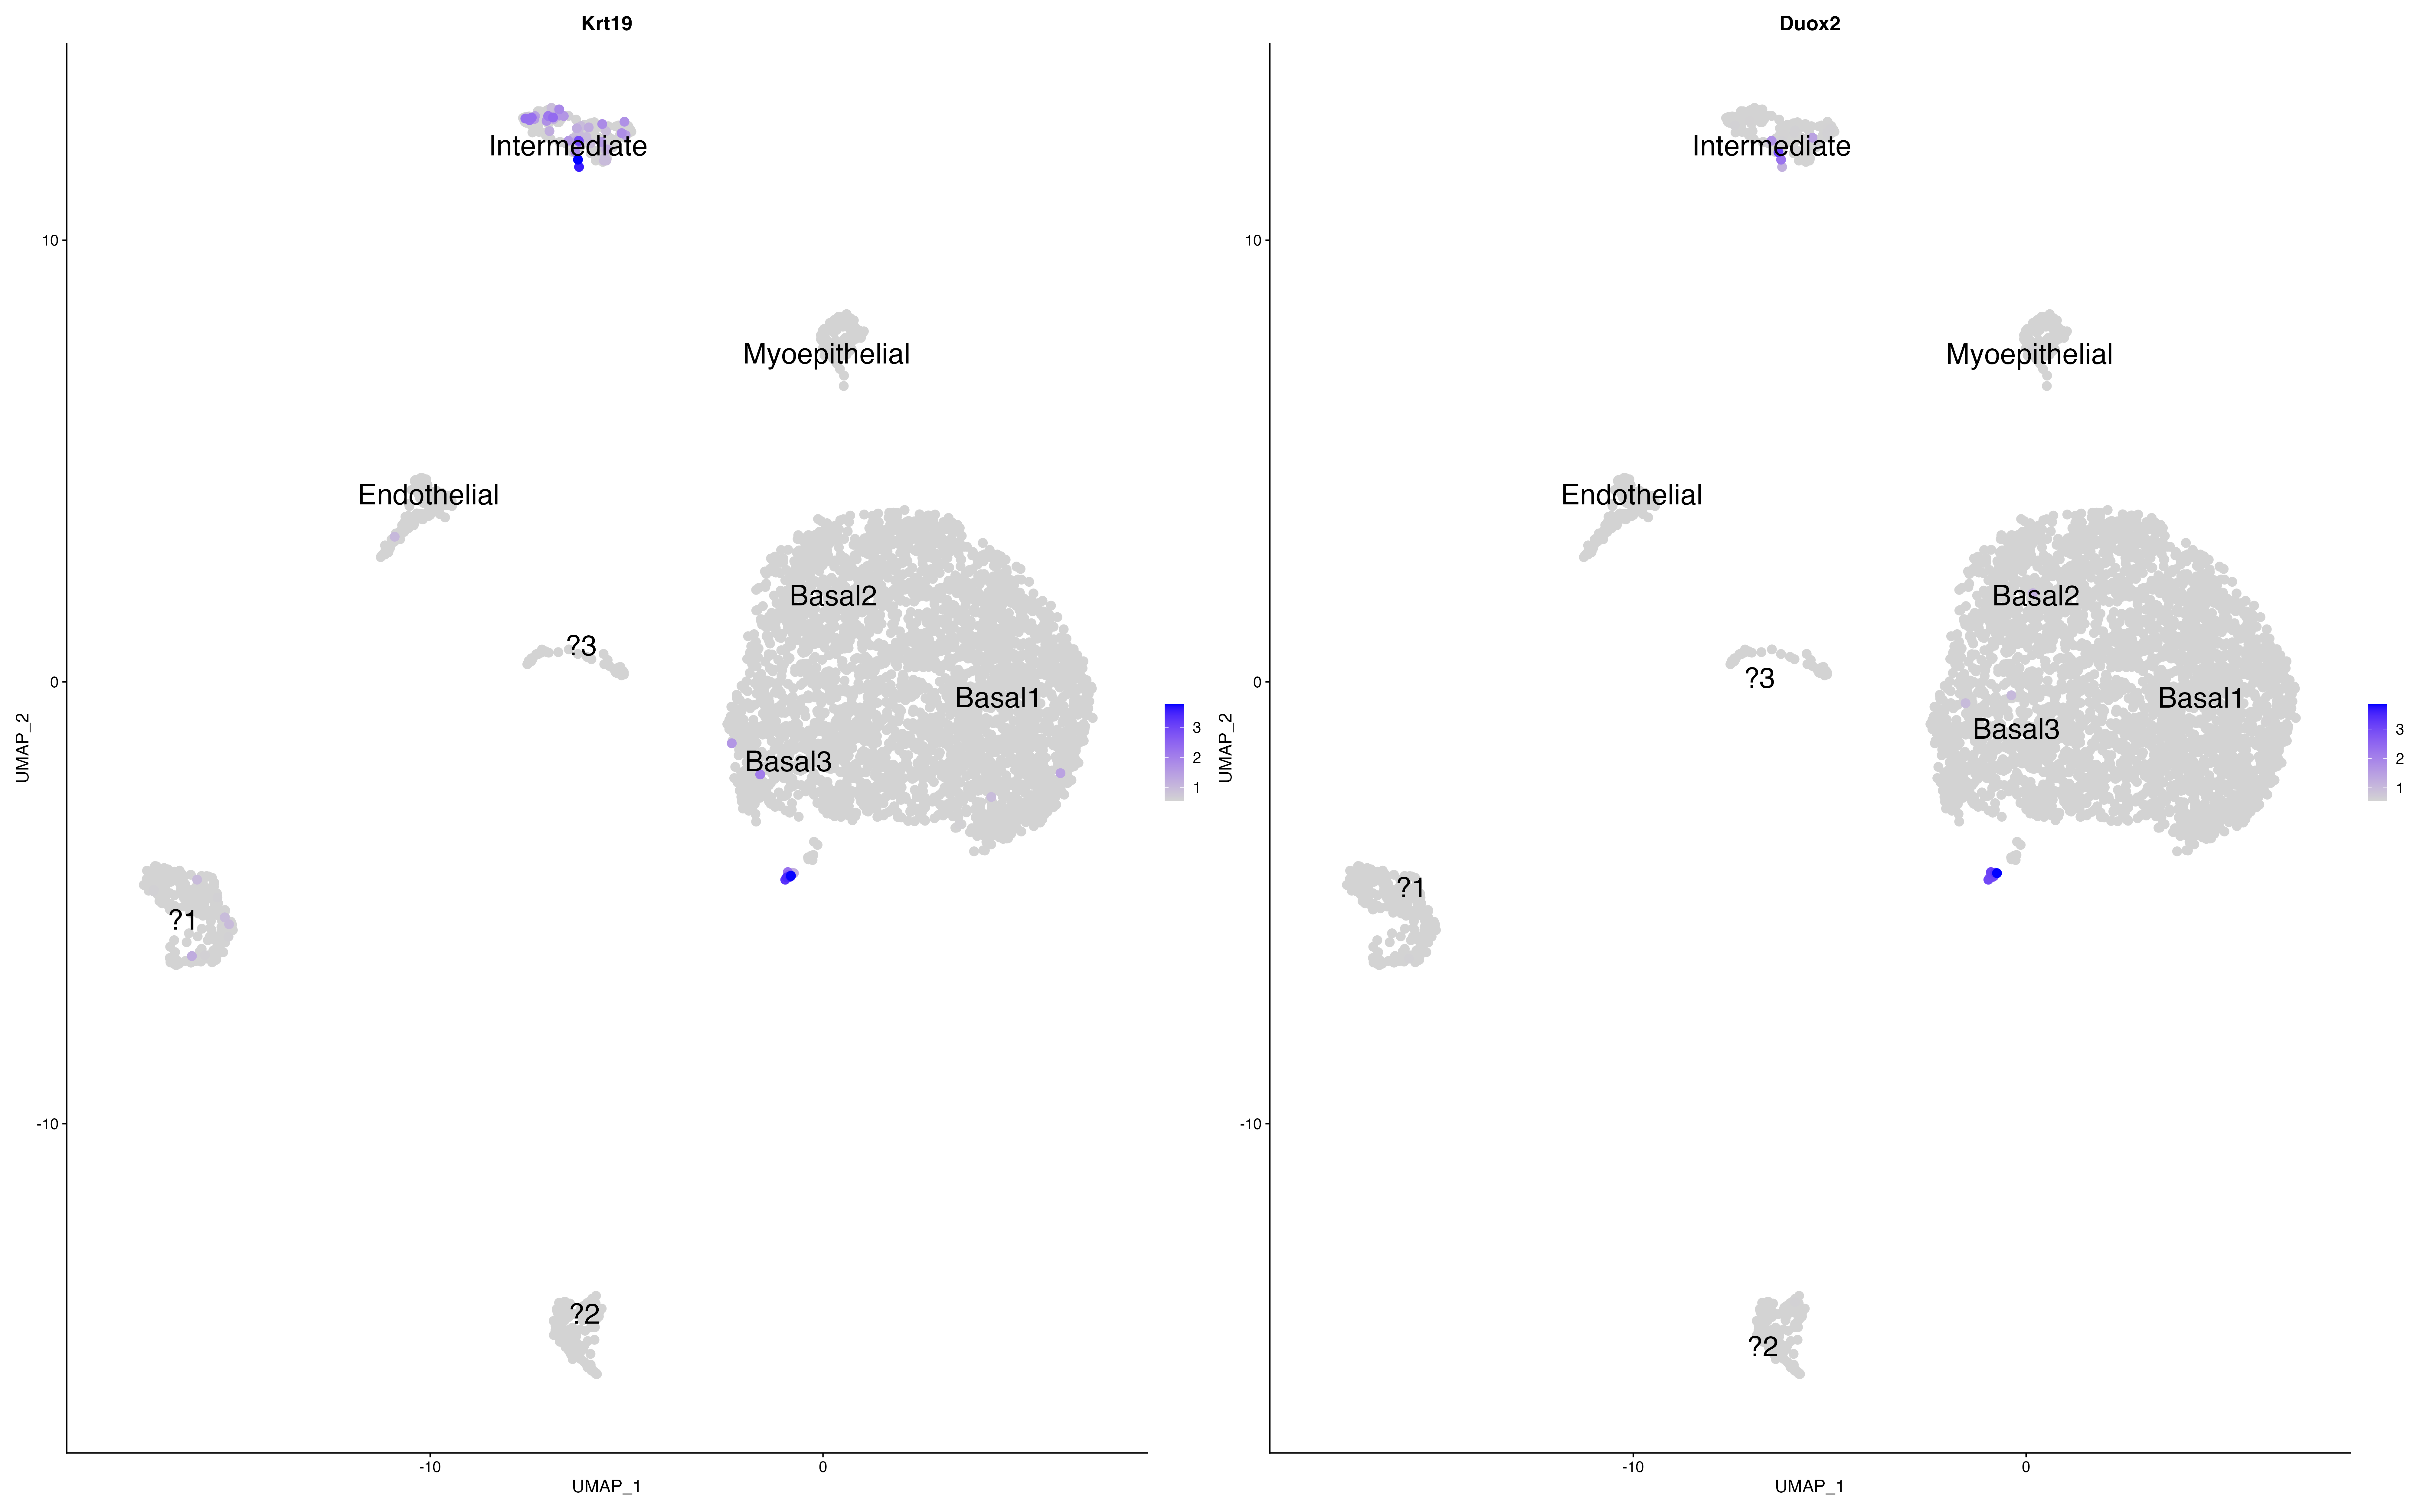 Krt19
Intermediate
Myoepithelial
Endothelial
Basal2
?3
Basal1
Basal3
?1
?2
10
0
-10
-10
0
UMAP_1
UMAP_2
3
2
1
Duox2
Intermediate
Myoepithelial
Endothelial
Basal2
?3
Basal1
Basal3
?1
?2
10
0
-10
-10
0
UMAP_1
UMAP_2
3
2
1